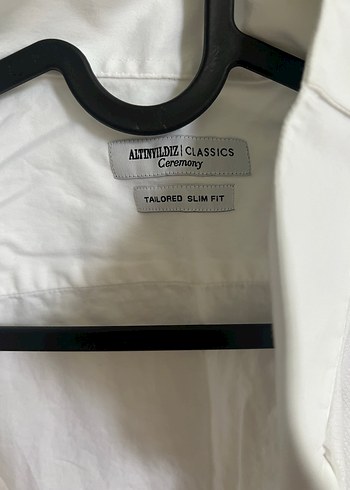 ALTINYILDIZ | CLASSICS
Ceremony
TAILORED SLIM FIT